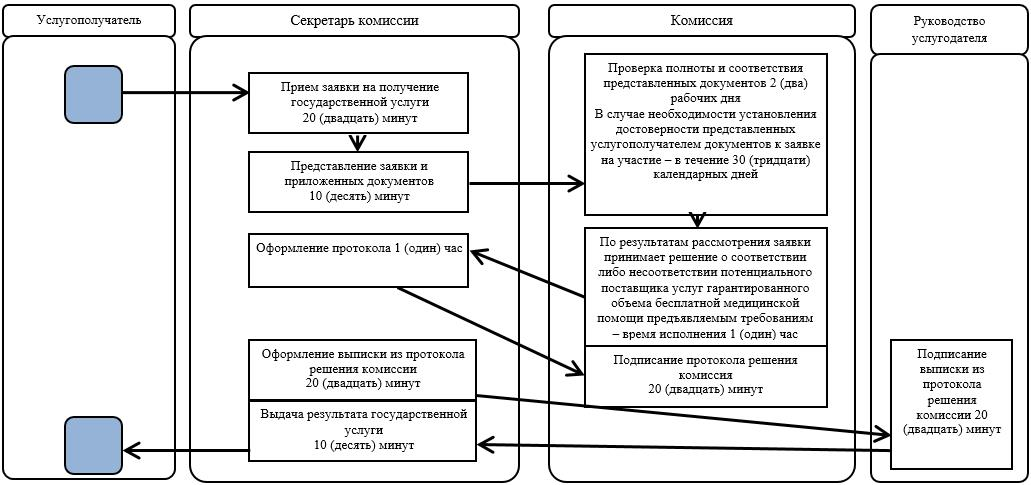 Услугополучатель
Секретарь комиссии
Комиссия
Руководство
услугодателя
Прием заявки на получение
государственной услуги
20 (двадцать) минут
Представление заявки и
приложенных документов
10 (десять) минут
Проверка полноты и соответствия
представленных документов 2 (два)
рабочих дня
В случае необходимости установления
достоверности представленных
услугополучателем документов к заявке
на участие – в течение 30 (тридцати)
календарных дней
По результатам рассмотрения заявки
принимает решение о соответствии
либо несоответствии потенциального
поставщика услуг гарантированного
объема бесплатной медицинской
помощи предъявляемым требованиям
– время исполнения 1 (один) час
Оформление протокола 1 (один) час
Подписание протокола решения
комиссия
20 (двадцать) минут
Оформление выписки из протокола
решения комиссии
20 (двадцать) минут
Подписание
выписки из
протокола
решения
комиссии 20
(двадцать) минут
Выдача результата государственной
услуги
10 (десять) минут